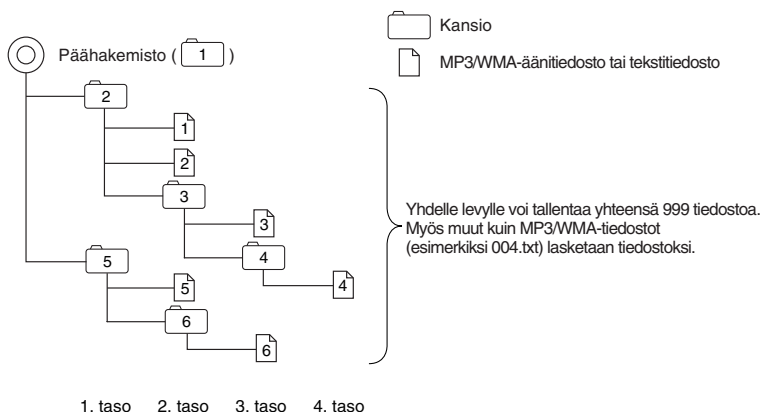 Kansio
Päähakemisto ( 1 )
MP3/WMA-äänitiedosto tai tekstitiedosto
2
1
2
3
3
Yhdelle levylle voi tallentaa yhteensä 999 tiedostoa.
Myös muut kuin MP3/WMA-tiedostot
(esimerkiksi 004.txt) lasketaan tiedostoksi.
5
4
5
4
6
6
1. taso 2. taso 3. taso 4. taso